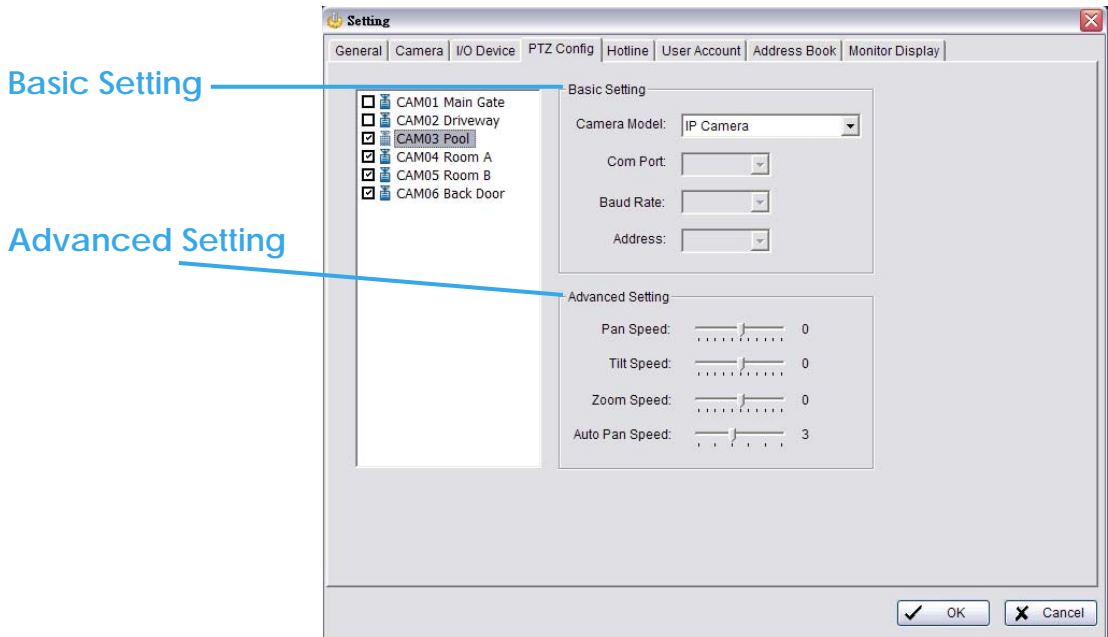 Setting
General Camera I/O Device PTZ Config Hotline User Account Address Book Monitor Display
Basic Setting
CAM01 Main Gate
CAM02 Driveway
CAM03 Pool
CAM04 Room A
CAM05 Room B
CAM06 Back Door
Basic Setting
Camera Model: IP Camera
Com Port:
Baud Rate:
Address:
Advanced Setting
Advanced Setting
Pan Speed: 0
Tilt Speed: 0
Zoom Speed: 0
Auto Pan Speed: 3
OK Cancel